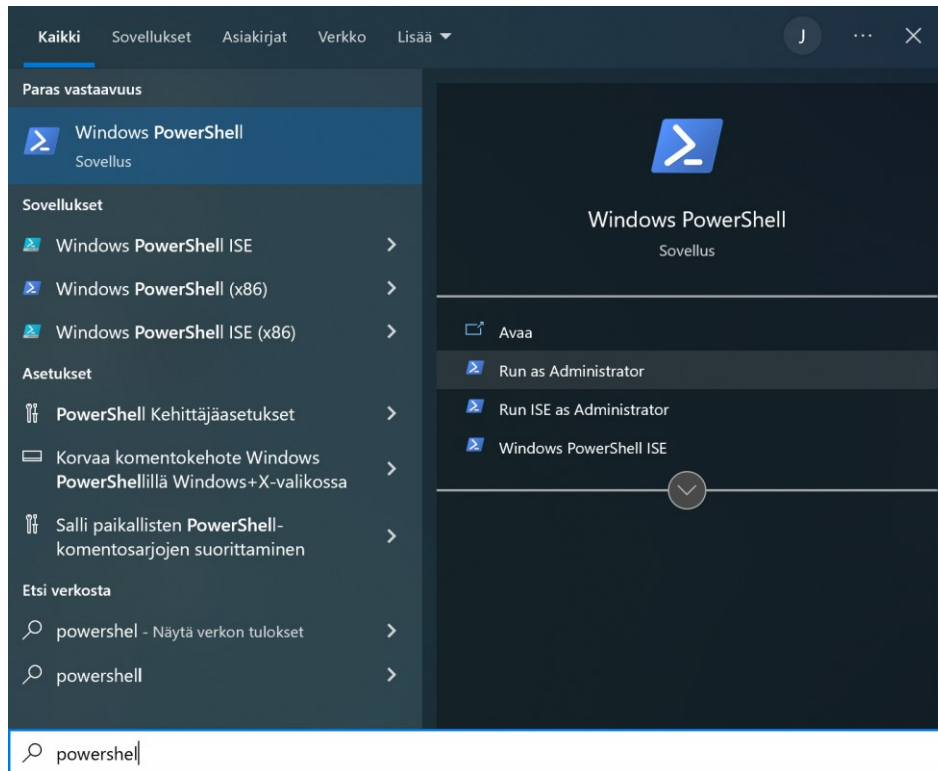 Kaikki Sovellukset Asiakirjat Verkko Lisää J ...
Paras vastaavuus
Windows PowerShell
Sovellus
Sovellukset
Windows PowerShell ISE
Windows PowerShell (x86)
Windows PowerShell ISE (x86)
Asetukset
PowerShell Kehittäjäasetukset
Korvaa komentokehote Windows
PowerShellillä Windows+X-valikossa
Salli paikallisten PowerShell-
komentosarjojen suorittaminen
Etsi verkosta
powershel - Näytä verkon tulokset
powershell
Windows PowerShell
Sovellus
Avaa
Run as Administrator
Run ISE as Administrator
Windows PowerShell ISE
powershel